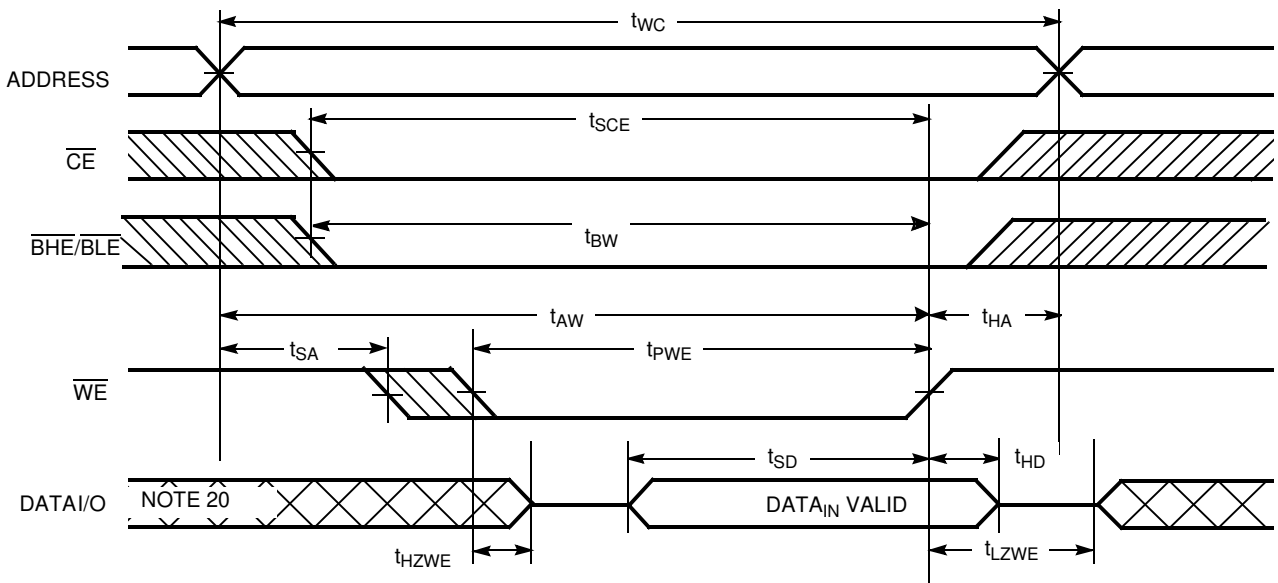 tWC
ADDRESS
tSCE
CE
BHE/BLE
tBW
tAW
tHA
tSA
tPWE
WE
tSD
tHD
DATAI/O
NOTE 20
DATAIN VALID
tHZWE
tLZWE